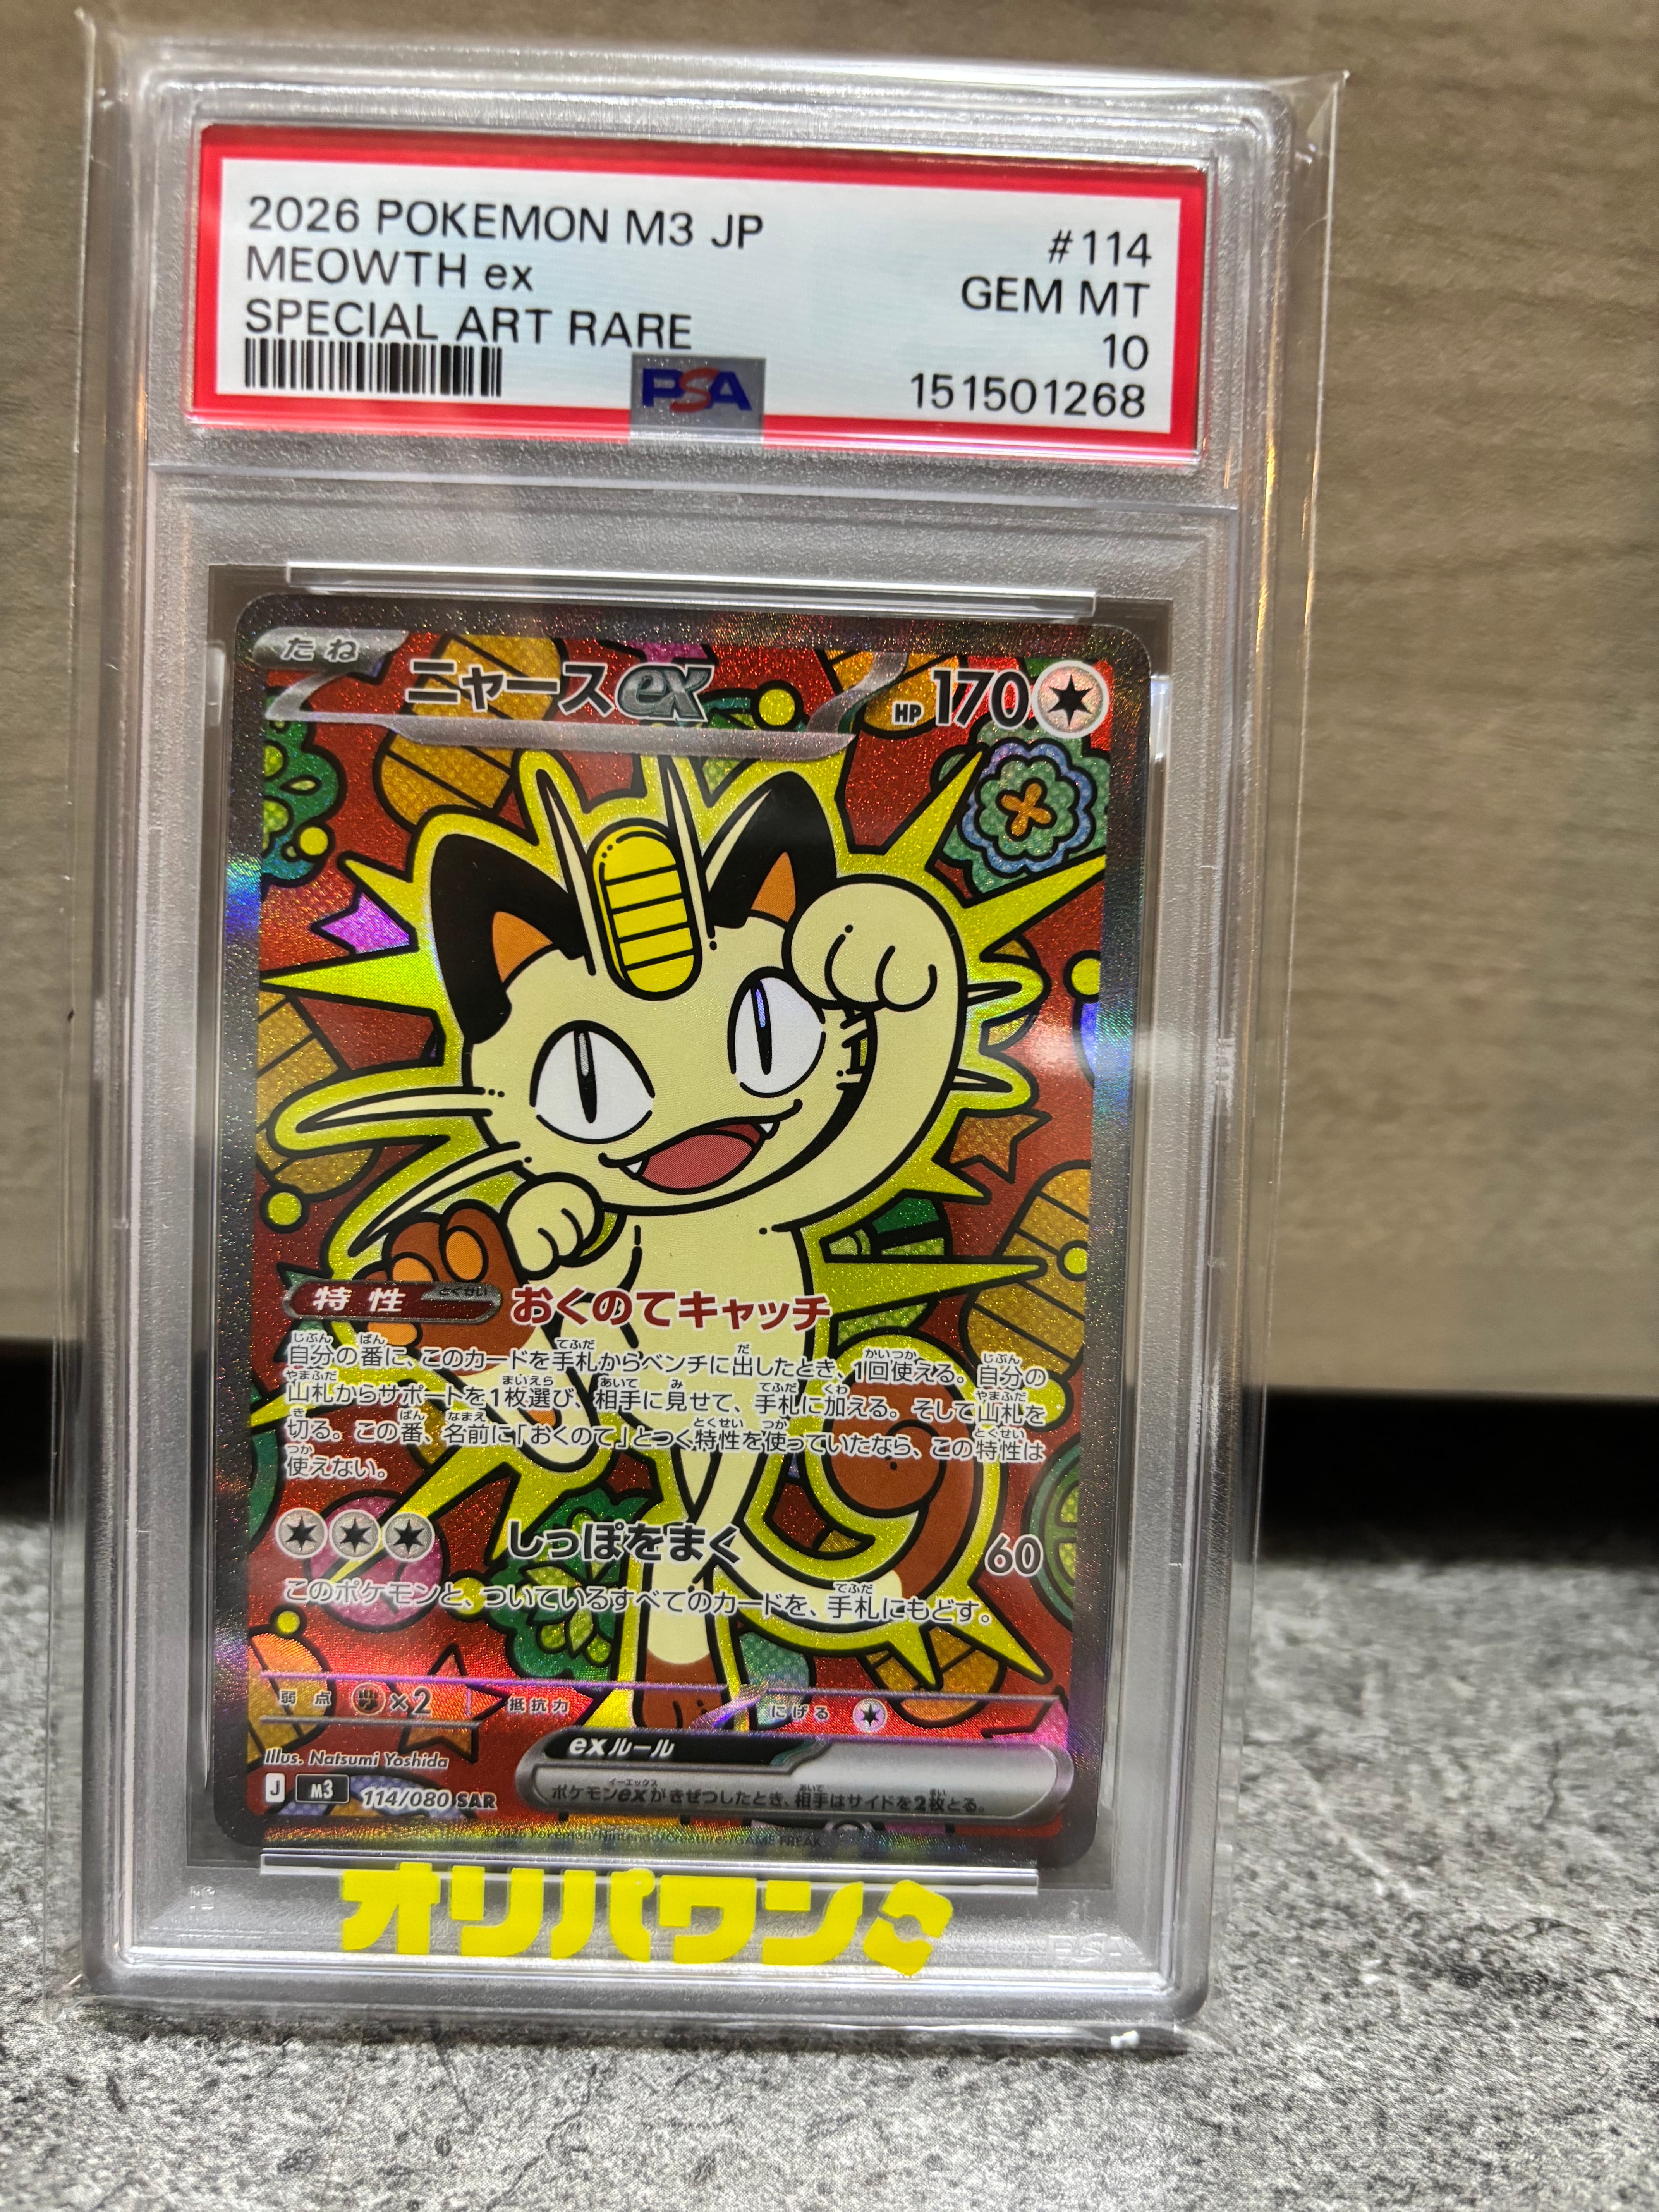 2026 POKEMON M3 JP
#114
MEOWTH ex
GEM MT
SPECIAL ART RARE
10
PSA
151501268
たね
ニャースex
HP 170
特性
とくせい
おくのてキャッチ
自分の番に、このカードを手札からベンチに出したとき、1回使える。自分の
山札からサポートを1枚選び、相手に見せて、手札に加える。そして山札を
切る。この番、名前に「おくのて」とつく特性を使っていたなら、この特性は
使えない。
しっぽをまく
60
このポケモンと、ついているすべてのカードを、手札にもどす。
弱点 ×2
抵抗力
にげる
exルール
ポケモンexがきぜつしたとき、相手はサイドを2枚とる。
Illus. Natsumi Yoshida
J M3 114/080 SAR
©2026 Pokémon/Nintendo/Creatures/GAME FREAK
オリパワン